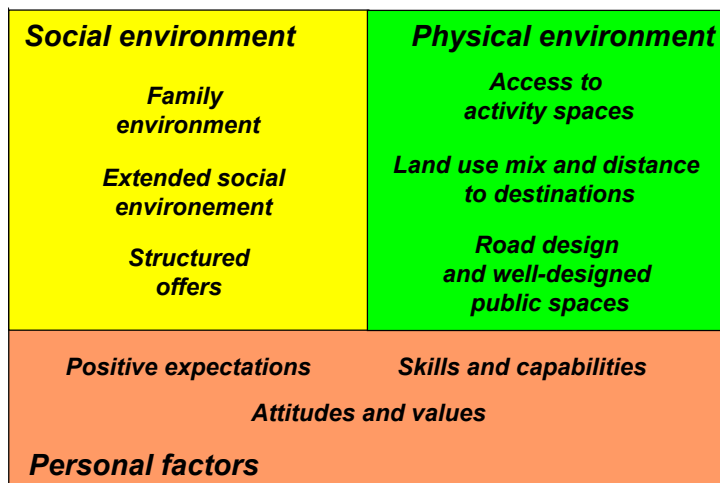 Social environment
Family
environment
Extended social
environement
Structured
offers
Physical environment
Access to
activity spaces
Land use mix and distance
to destinations
Road design
and well-designed
public spaces
Positive expectations
Skills and capabilities
Attitudes and values
Personal factors